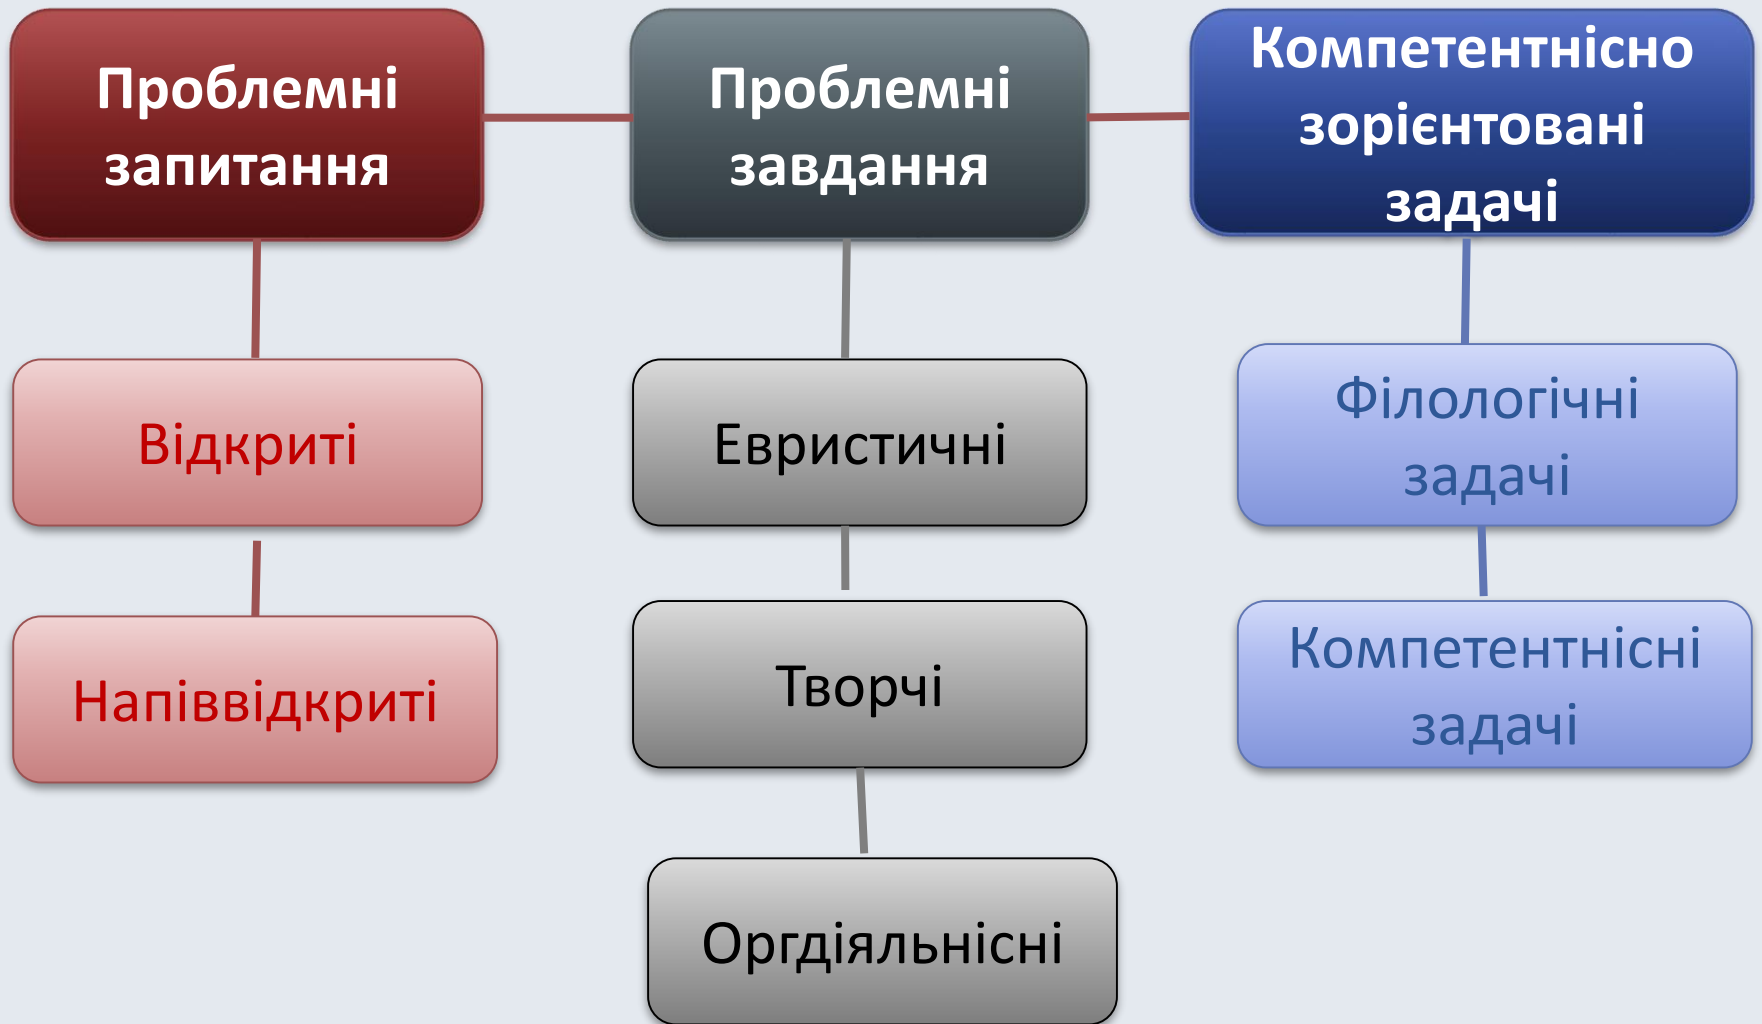 Проблемні
запитання
Проблемні
завдання
Компетентнісно
зорієнтовані
задачі
Відкриті
Евристичні
Філологічні
задачі
Напіввідкриті
Творчі
Компетентнісні
задачі
Оргдіяльнісні